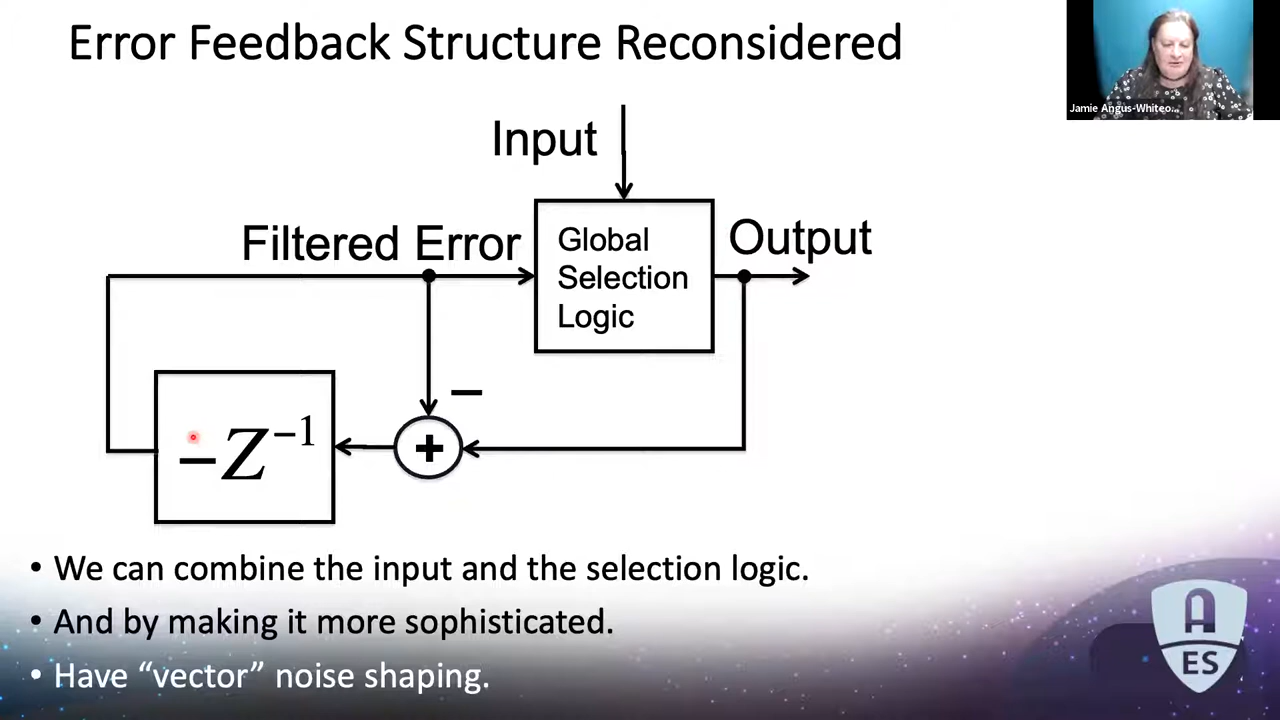 Error Feedback Structure Reconsidered
Jamie Angus-Whiteo...
Input
Filtered Error
Global
Selection
Logic
Output
−
−Z⁻¹
+
• We can combine the input and the selection logic.
• And by making it more sophisticated.
• Have “vector” noise shaping.
A
ES